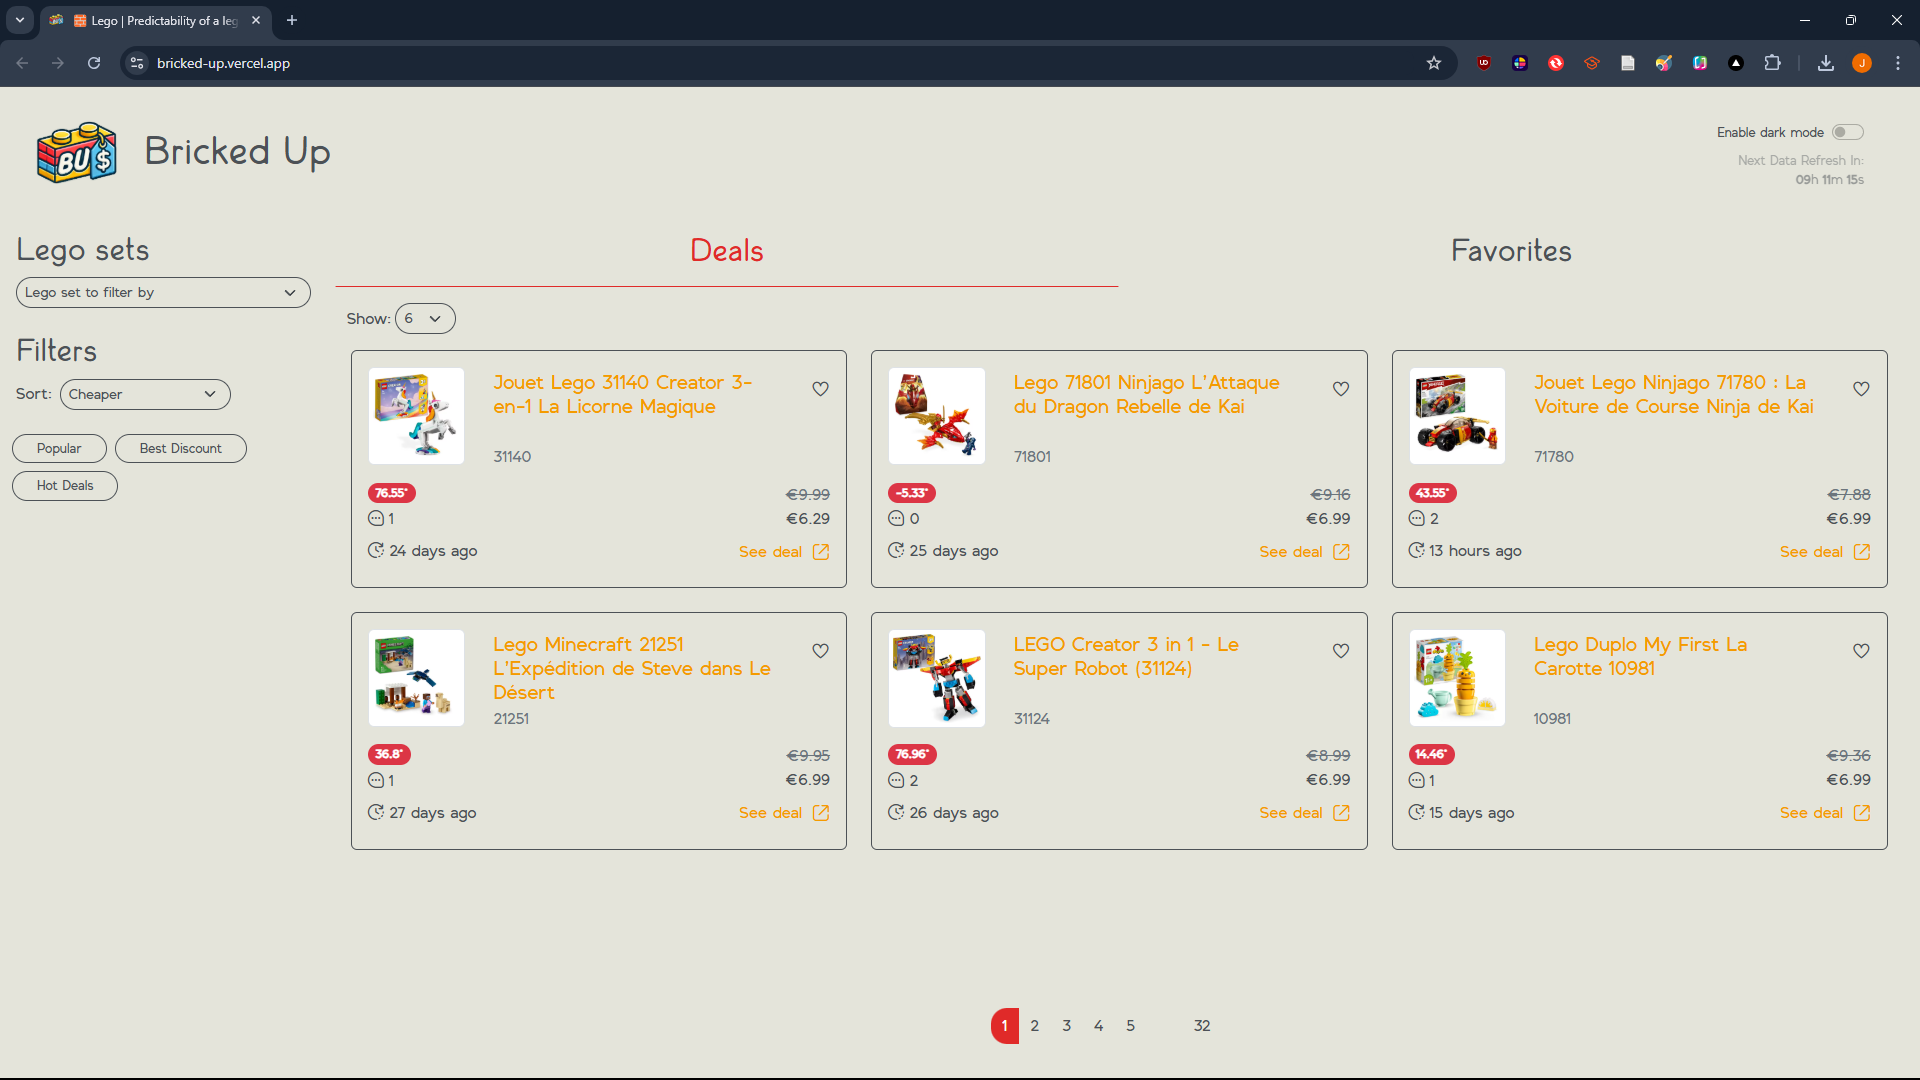 Lego | Predictability of a leg
bricked-up.vercel.app
J
BU$
Bricked Up
Enable dark mode
Next Data Refresh In:
09h 11m 15s
Lego sets
Lego set to filter by
Filters
Sort: Cheaper
Popular
Best Discount
Hot Deals
Deals
Favorites
Show: 6
Jouet Lego 31140 Creator 3-
en-1 La Licorne Magique
31140
76.55°
€9.99
1
€6.29
24 days ago
See deal
Lego 71801 Ninjago L'Attaque
du Dragon Rebelle de Kai
71801
-5.33°
€9.16
0
€6.99
25 days ago
See deal
Jouet Lego Ninjago 71780 : La
Voiture de Course Ninja de Kai
71780
43.55°
€7.88
2
€6.99
13 hours ago
See deal
Lego Minecraft 21251
L'Expédition de Steve dans Le
Désert
21251
36.8°
€9.95
1
€6.99
27 days ago
See deal
LEGO Creator 3 in 1 - Le
Super Robot (31124)
31124
76.96°
€8.99
2
€6.99
26 days ago
See deal
Lego Duplo My First La
Carotte 10981
10981
14.46°
€9.36
1
€6.99
15 days ago
See deal
1 2 3 4 5 32